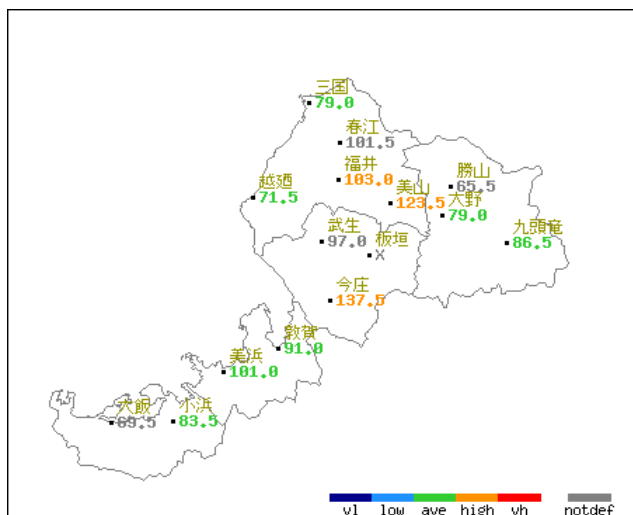 三国
79.0
春江
101.5
福井
103.0
勝山
65.5
越廼
71.5
美山
123.5
大野
79.0
武生
97.0
板垣
X
九頭竜
86.5
今庄
137.5
敦賀
91.0
美浜
101.0
大飯
69.5
小浜
83.5
vl low ave high vh notdef